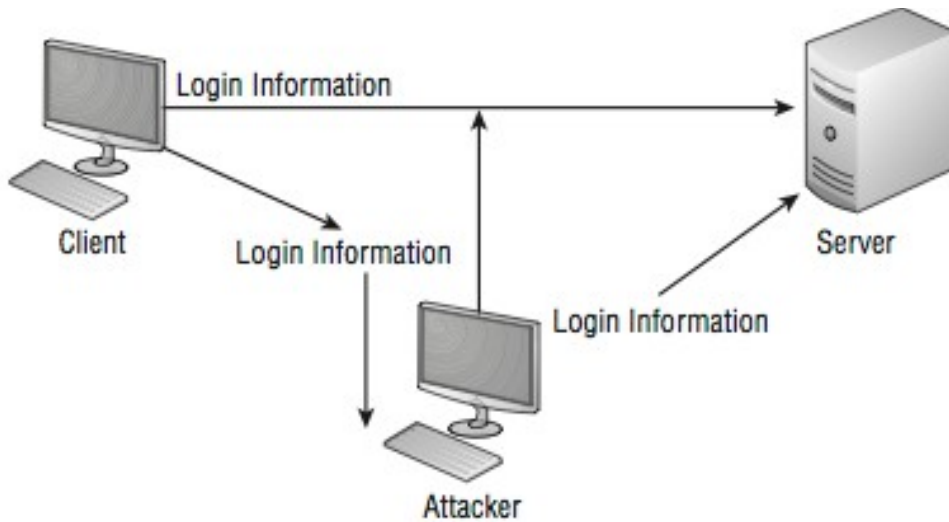 Login Information
Client
Server
Login Information
Login Information
Attacker